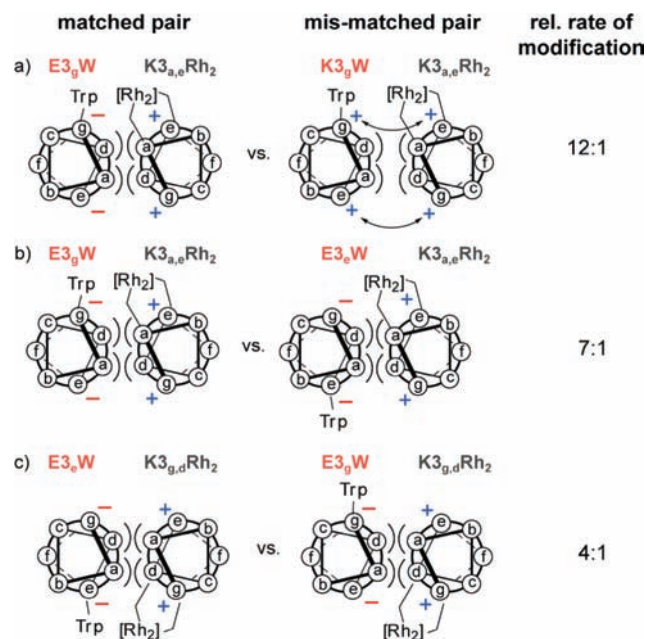 matched pair mis-matched pair rel. rate of
modification
a) E3gW K3a,eRh2 K3gW K3a,eRh2
Trp [Rh2] Trp [Rh2]
− + + +
g e g e
c d a b c d a b
f f vs. f f 12:1
b a d c b a d c
e g e g
− + + +
b) E3gW K3a,eRh2 E3eW K3a,eRh2
Trp [Rh2] [Rh2]
− + − +
g e g e
c d a b c d a b
f f vs. f f 7:1
b a d c b a d c
e g e g
− + − +
Trp
c) E3eW K3g,dRh2 E3gW K3g,dRh2
Trp
− + − +
g e g e
c d a b c d a b
f f vs. f f 4:1
b a d c b a d c
e g e g
− + − +
Trp [Rh2] [Rh2]